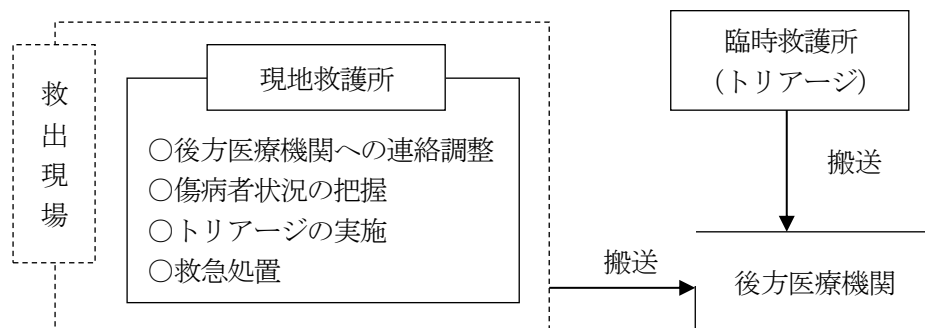 救出現場
現地救護所
○後方医療機関への連絡調整
○傷病者状況の把握
○トリアージの実施
○救急処置
搬送
臨時救護所
(トリアージ)
搬送
後方医療機関